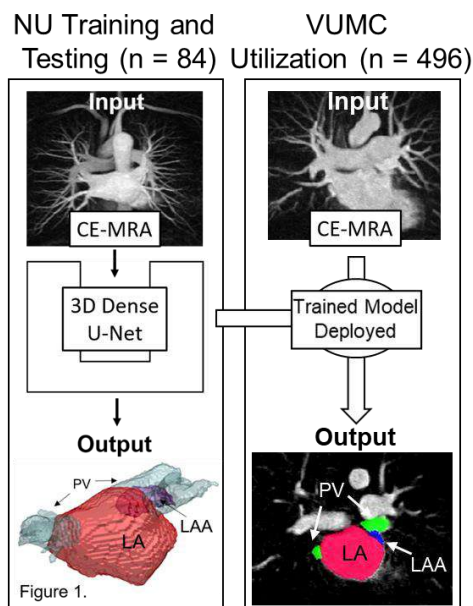 NU Training and
Testing (n = 84)
Input
CE-MRA
3D Dense
U-Net
Output
PV
LAA
LA
Figure 1.
VUMC
Utilization (n = 496)
Input
CE-MRA
Trained Model
Deployed
Output
PV
LA
LAA